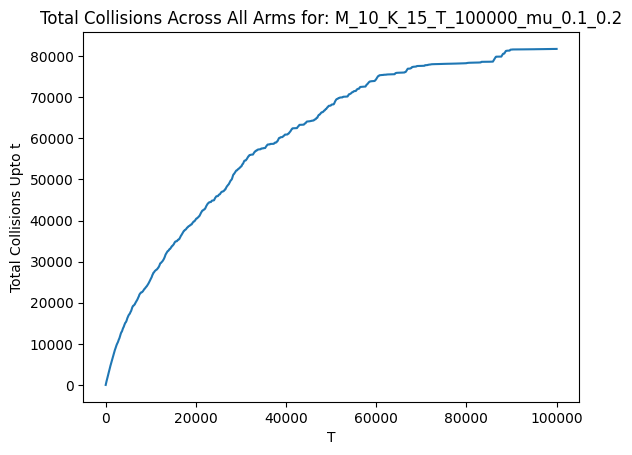 Total Collisions Across All Arms for: M_10_K_15_T_100000_mu_0.1_0.2
Total Collisions Upto t
80000
70000
60000
50000
40000
30000
20000
10000
0
0 20000 40000 60000 80000 100000
T